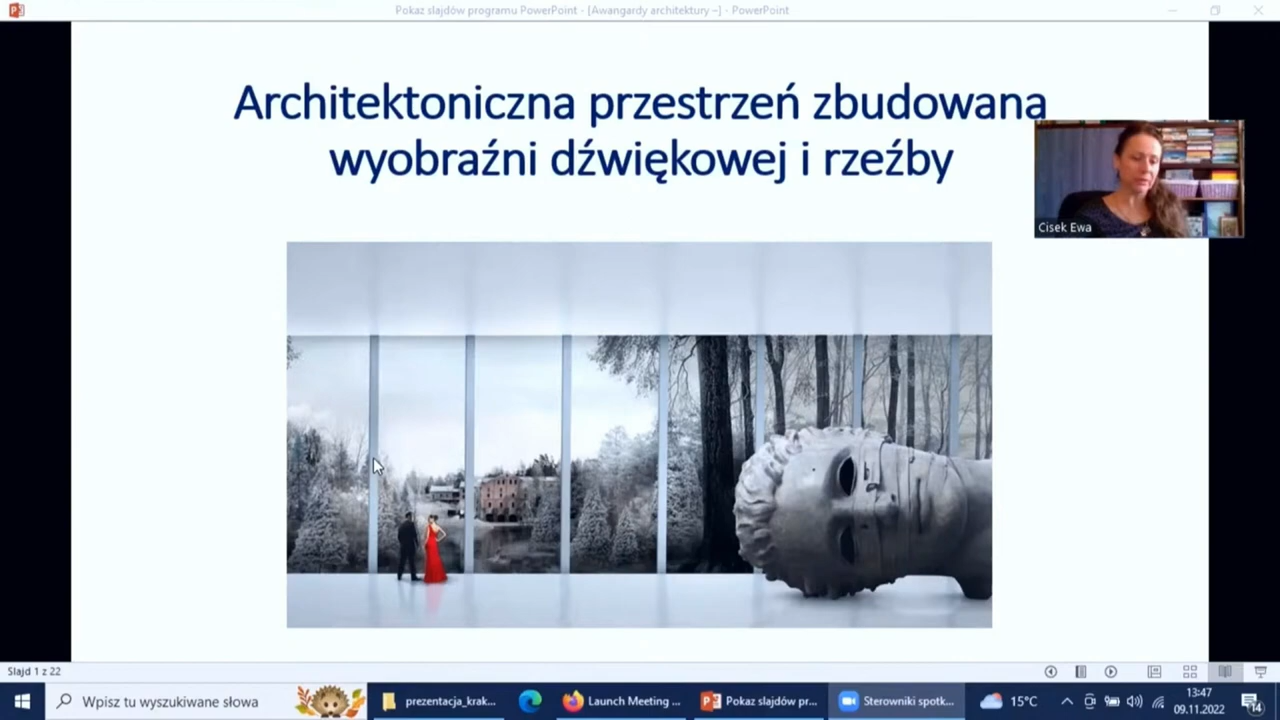 Pokaz slajdów programu PowerPoint - [Awangardy architektury ~] - PowerPoint
Architektoniczna przestrzeń zbudowana
wyobraźni dźwiękowej i rzeźby
Cisek Ewa
Slajd 1 z 22
Wpisz tu wyszukiwane słowa
prezentacja_krak...
Launch Meeting ...
Pokaz slajdów pr...
Sterowniki spotk...
15°C
13:47
09.11.2022
14